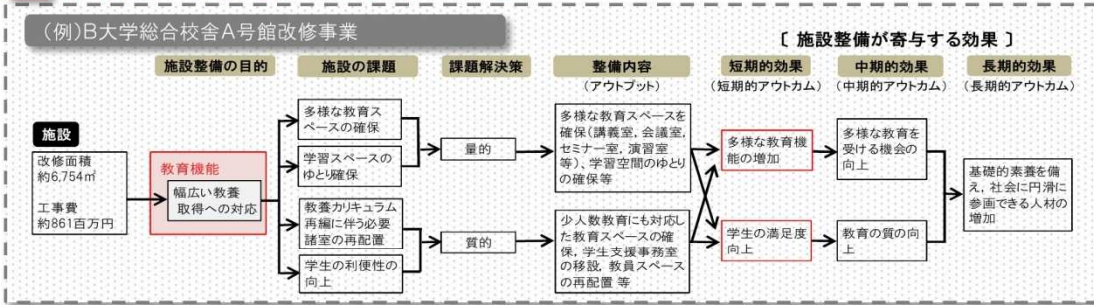 (例)B大学総合校舎A号館改修事業
〔 施設整備が寄与する効果 〕
施設整備の目的
施設の課題
課題解決策
整備内容
(アウトプット)
短期的効果
(短期的アウトカム)
中期的効果
(中期的アウトカム)
長期的効果
(長期的アウトカム)
施設
改修面積
約6,754㎡
工事費
約861百万円
教育機能
幅広い教養
取得への対応
多様な教育ス
ペースの確保
学習スペースの
ゆとり確保
教養カリキュラム
再編に伴う必要
諸室の再配置
学生の利便性の
向上
量的
質的
多様な教育スペースを
確保(講義室、会議室、
セミナー室、演習室
等)、学習空間のゆとり
の確保等
少人数教育にも対応し
た教育スペースの確
保，学生支援事務室
の移設，教員スペース
の再配置 等
多様な教育機
能の増加
学生の満足度
向上
多様な教育を
受ける機会の
向上
教育の質の向
上
基礎的素養を備
え，社会に円滑に
参画できる人材の
増加